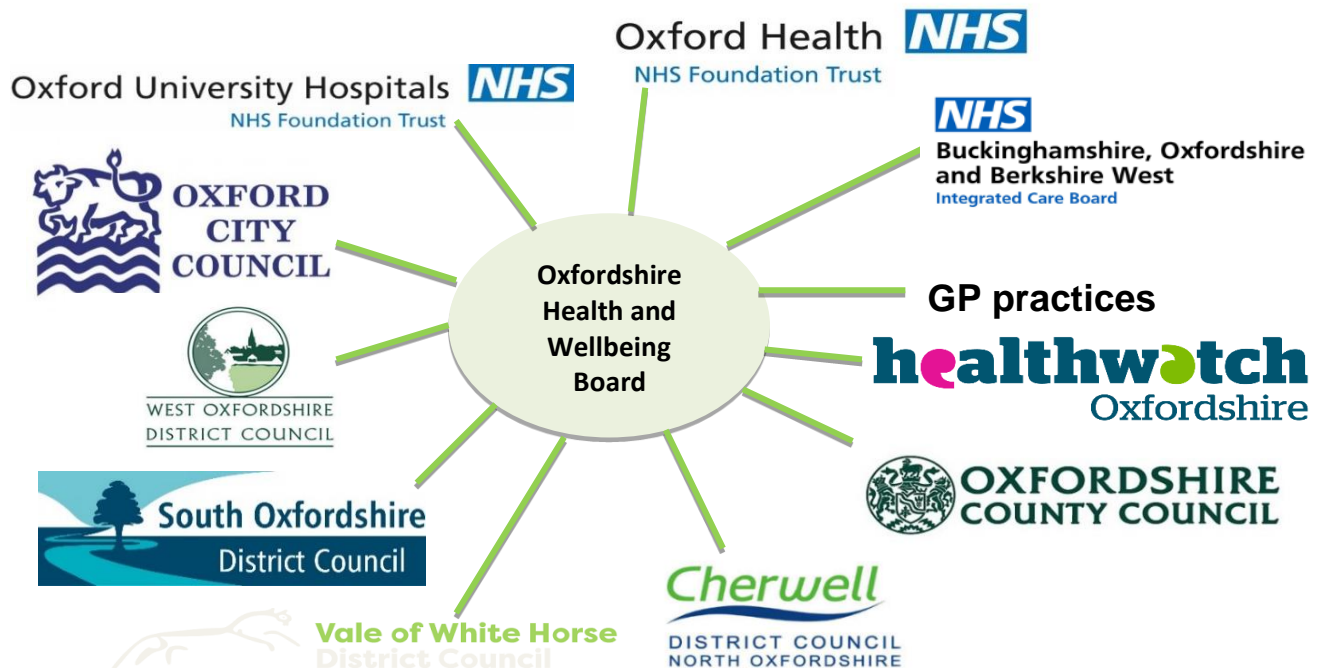 Oxford Health NHS
NHS Foundation Trust
Oxford University Hospitals NHS
NHS Foundation Trust
NHS
Buckinghamshire, Oxfordshire
and Berkshire West
Integrated Care Board
OXFORD
CITY
COUNCIL
Oxfordshire
Health and
Wellbeing
Board
GP practices
healthwatch
Oxfordshire
WEST OXFORDSHIRE
DISTRICT COUNCIL
OXFORDSHIRE
COUNTY COUNCIL
South Oxfordshire
District Council
Cherwell
DISTRICT COUNCIL
NORTH OXFORDSHIRE
Vale of White Horse
District Council